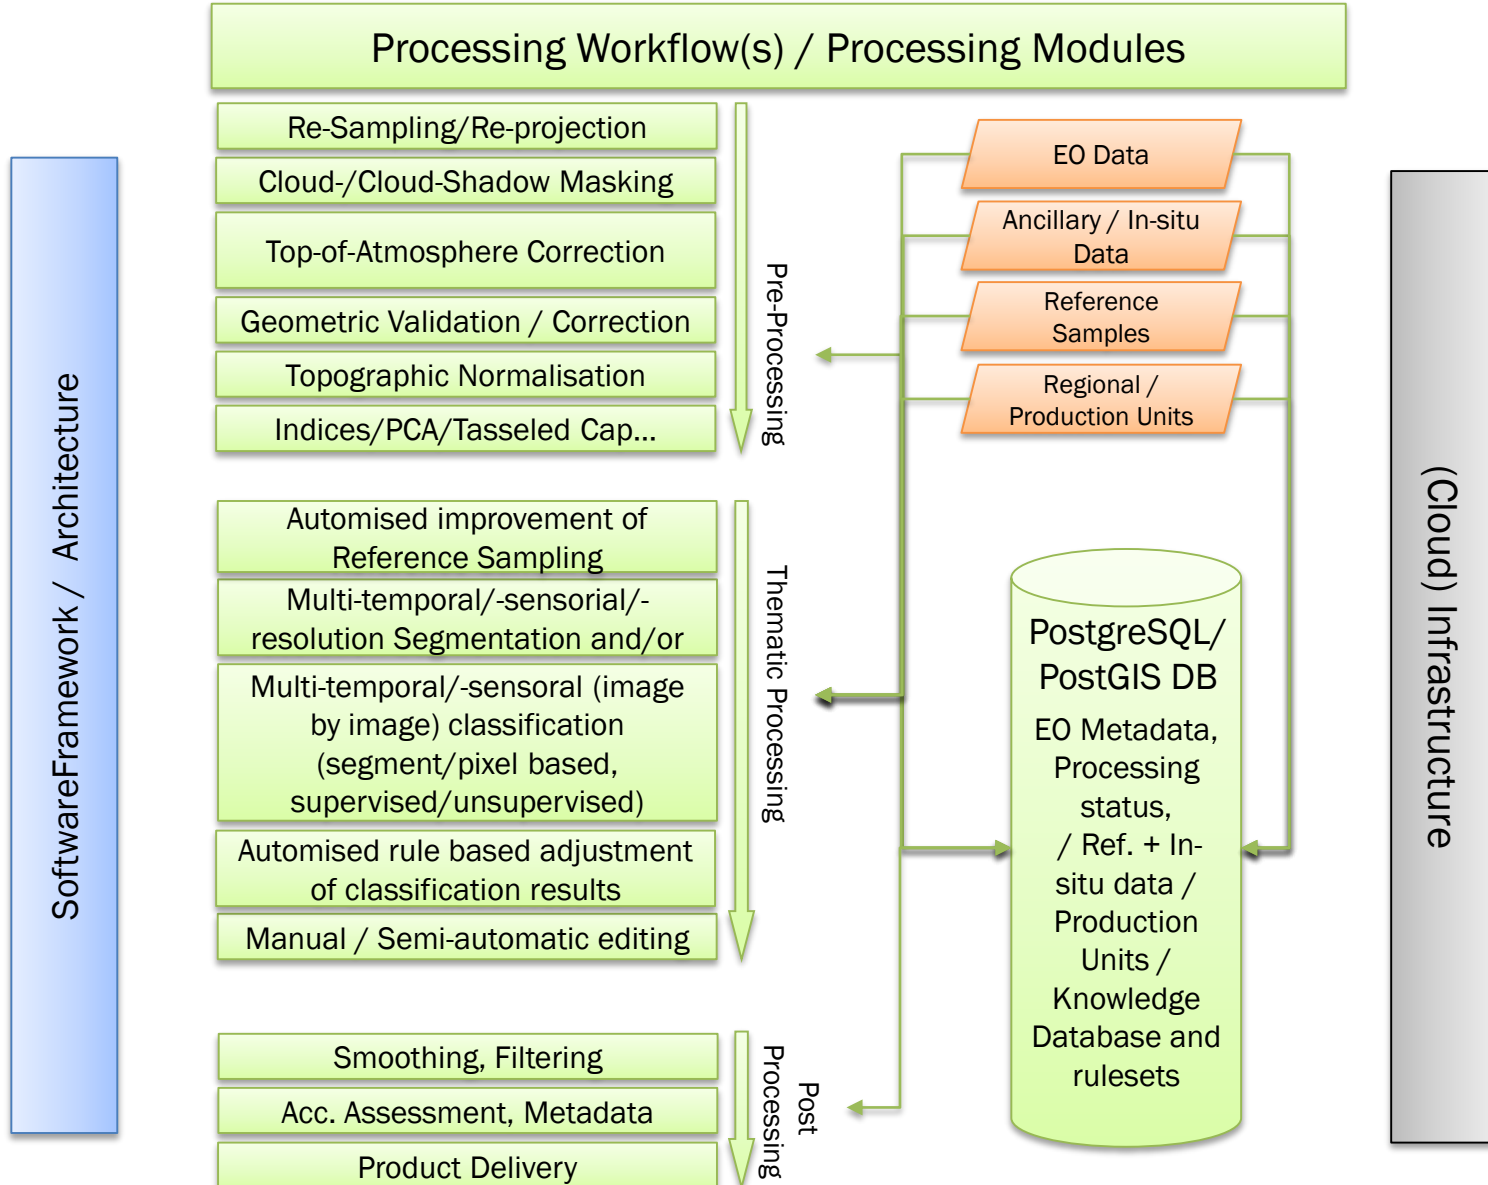 Processing Workflow(s) / Processing Modules
SoftwareFramework / Architecture
Re-Sampling/Re-projection
Cloud-/Cloud-Shadow Masking
Top-of-Atmosphere Correction
Geometric Validation / Correction
Topographic Normalisation
Indices/PCA/Tasseled Cap...
Pre-Processing
Automised improvement of
Reference Sampling
Multi-temporal/-sensorial/-
resolution Segmentation and/or
Multi-temporal/-sensoral (image
by image) classification
(segment/pixel based,
supervised/unsupervised)
Automised rule based adjustment
of classification results
Manual / Semi-automatic editing
Thematic Processing
Smoothing, Filtering
Acc. Assessment, Metadata
Product Delivery
Post
Processing
EO Data
Ancillary / In-situ
Data
Reference
Samples
Regional /
Production Units
PostgreSQL/
PostGIS DB
EO Metadata,
Processing
status,
/ Ref. + In-
situ data /
Production
Units /
Knowledge
Database and
rulesets
(Cloud) Infrastructure